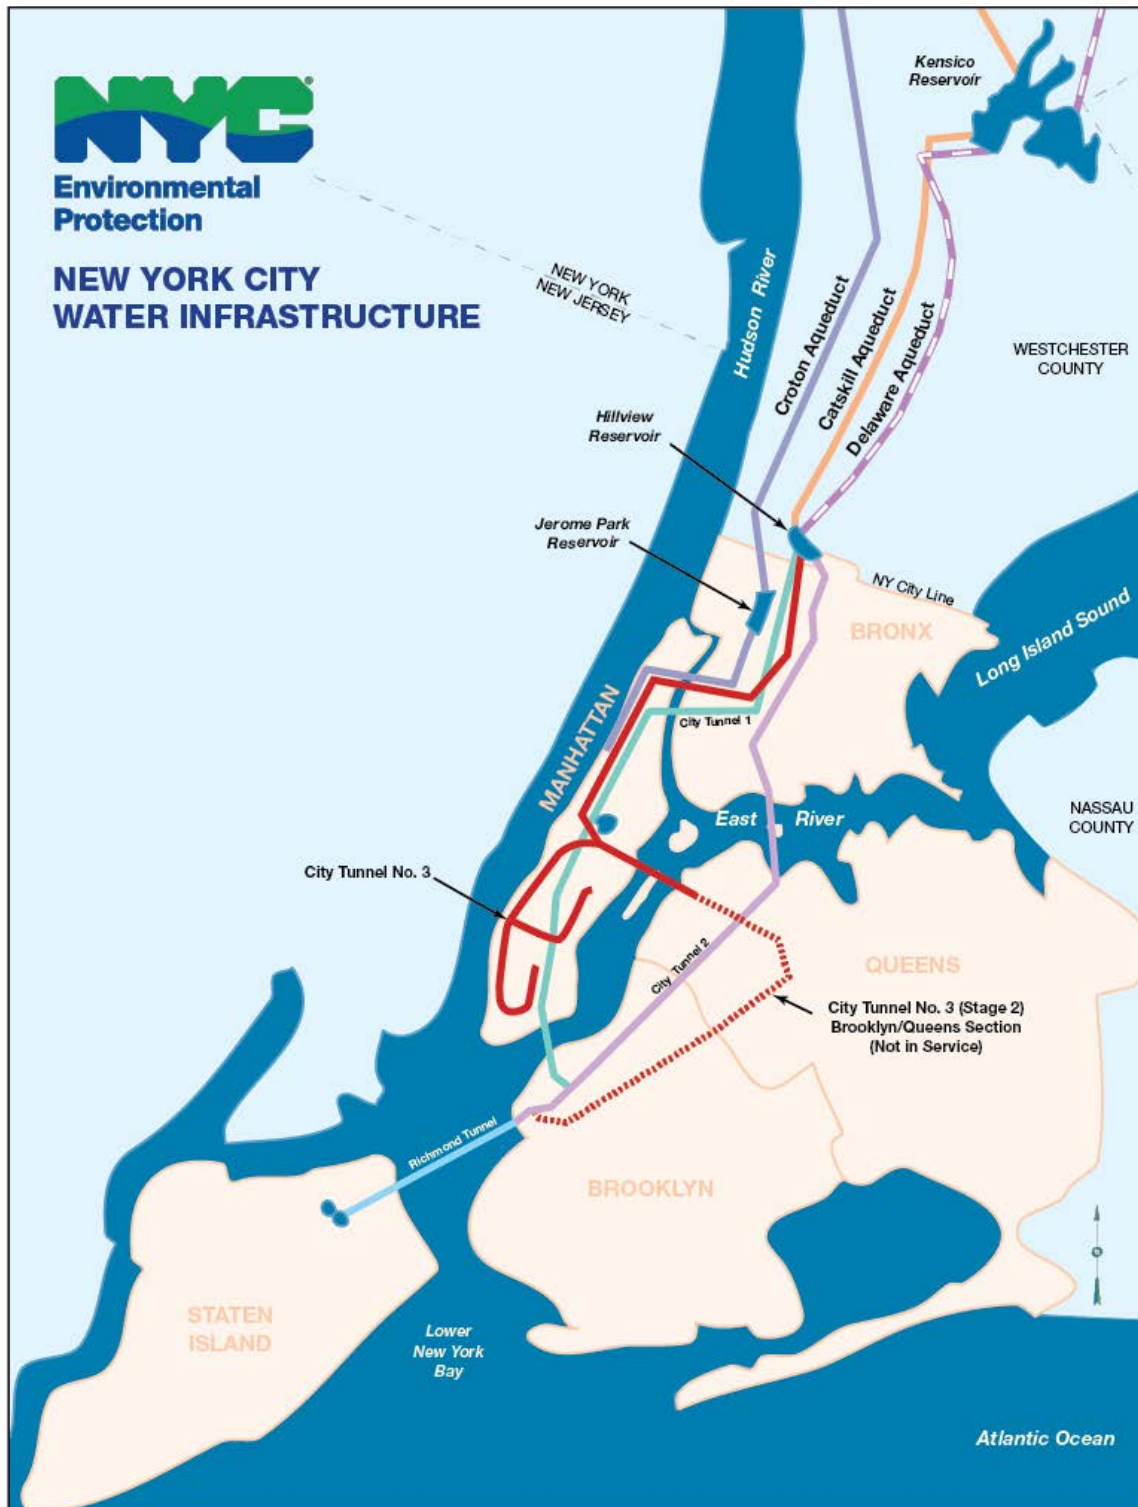 NYC®
Environmental
Protection
NEW YORK CITY
WATER INFRASTRUCTURE
Kensico
Reservoir
NEW YORK
NEW JERSEY
Hudson River
Croton Aqueduct
Catskill Aqueduct
Delaware Aqueduct
WESTCHESTER
COUNTY
Hillview
Reservoir
Jerome Park
Reservoir
NY City Line
BRONX
Long Island Sound
MANHATTAN
City Tunnel 1
East River
NASSAU
COUNTY
City Tunnel No. 3
City Tunnel 2
QUEENS
City Tunnel No. 3 (Stage 2)
Brooklyn/Queens Section
(Not in Service)
Richmond Tunnel
BROOKLYN
STATEN
ISLAND
Lower
New York
Bay
Atlantic Ocean